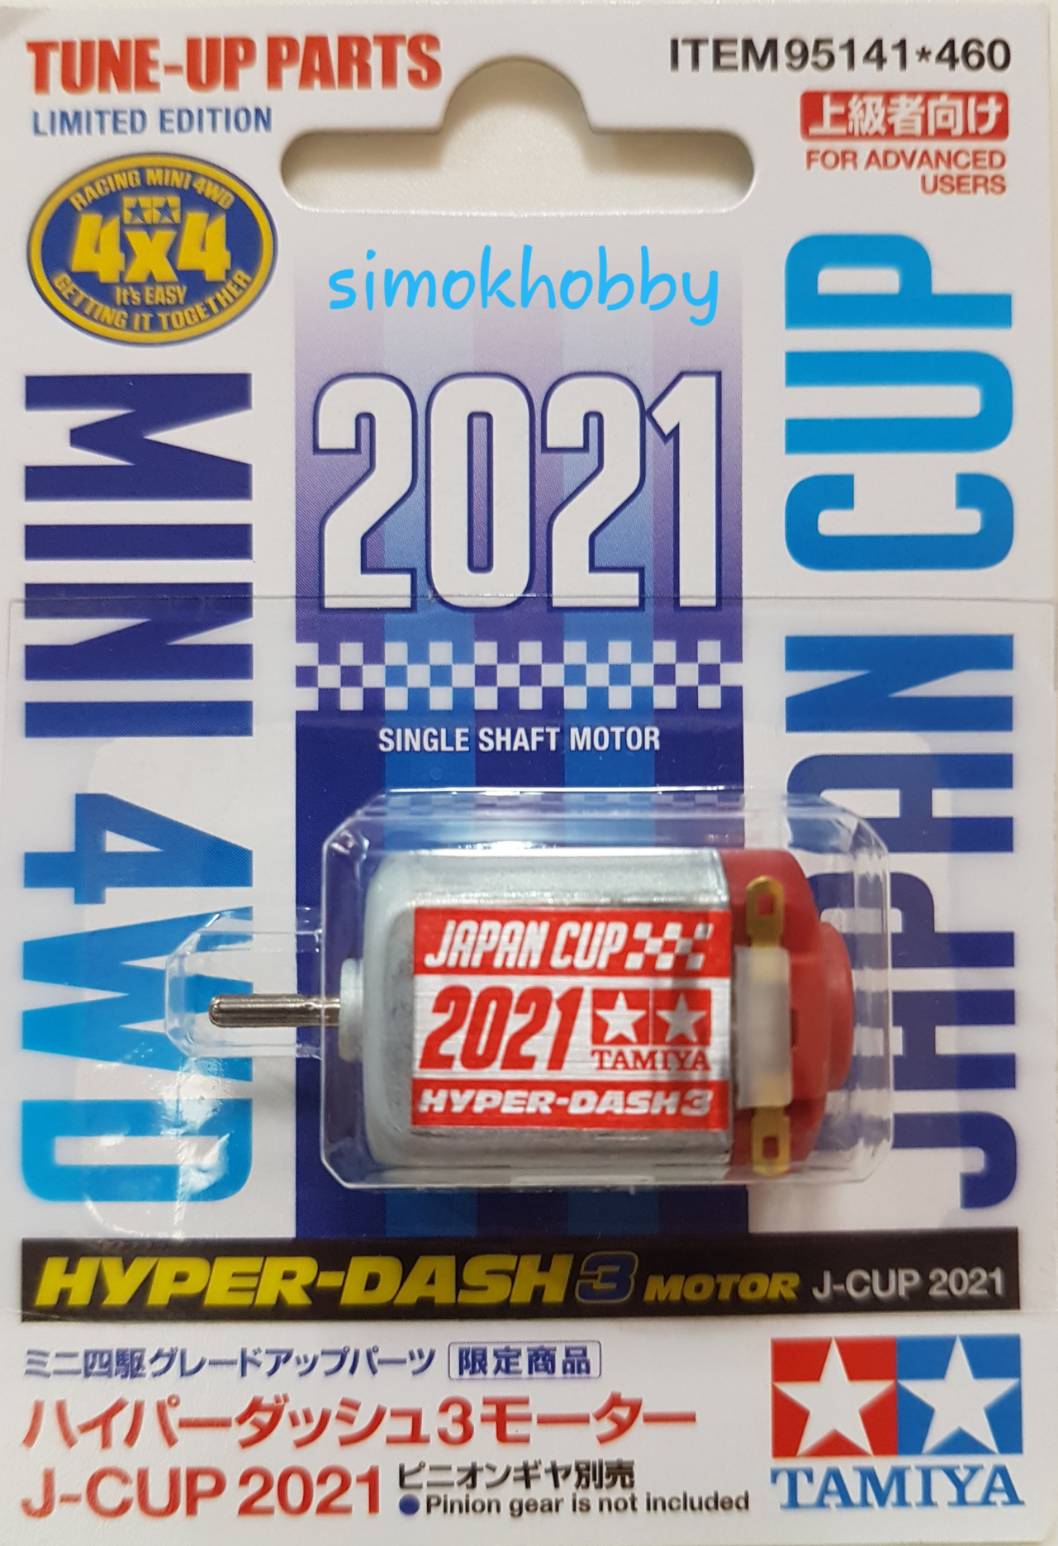 TUNE-UP PARTS
LIMITED EDITION
ITEM 95141*460
上級者向け
FOR ADVANCED
USERS
RACING MINI 4WD
4x4
It's EASY
GETTING IT TOGETHER
simokhobby
MINI 4WD
2021
JAPAN CUP
SINGLE SHAFT MOTOR
JAPAN CUP
2021 TAMIYA
HYPER-DASH3
HYPER-DASH3 MOTOR J-CUP 2021
ミニ四駆グレードアップパーツ 限定商品
ハイパーダッシュ3モーター
J-CUP 2021
ピニオンギヤ別売
●Pinion gear is not included
TAMIYA